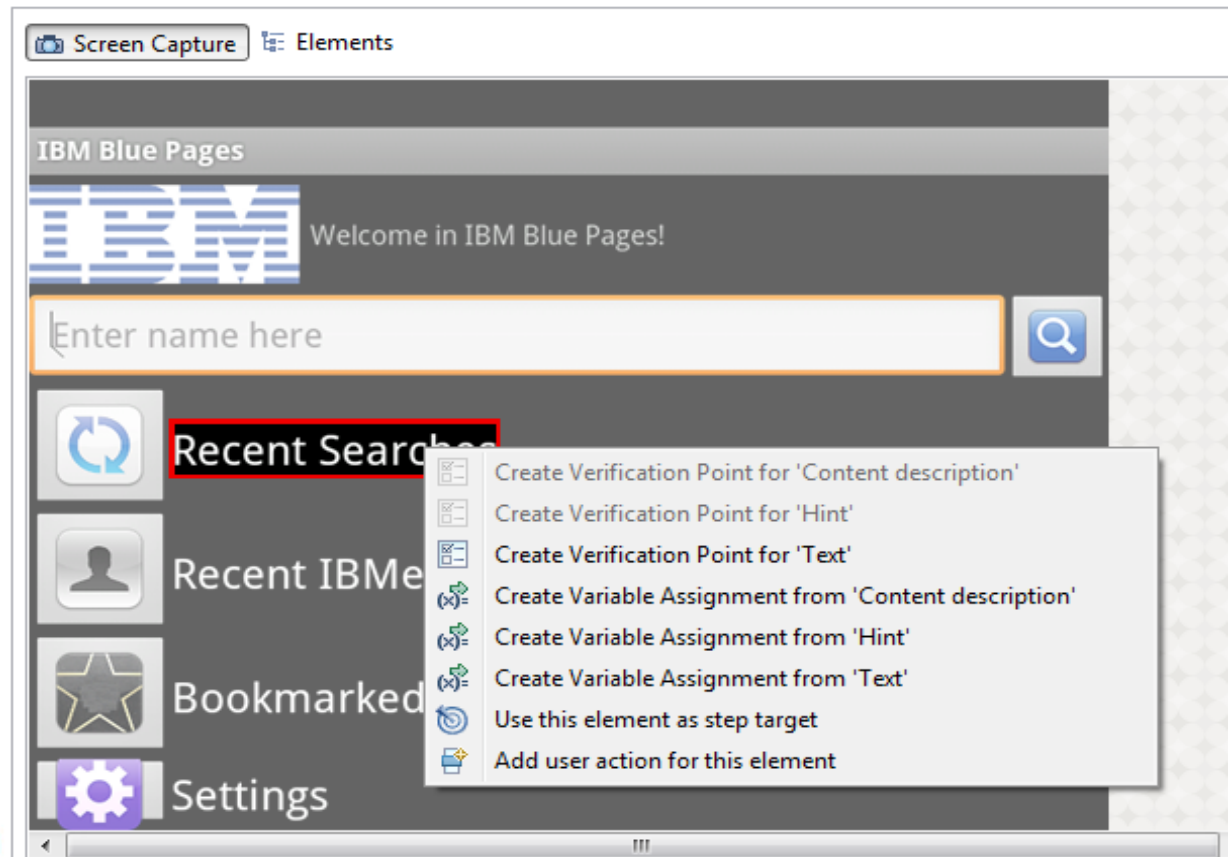 Screen Capture
Elements
IBM Blue Pages
IBM
Welcome in IBM Blue Pages!
Enter name here
Recent Searches
Create Verification Point for 'Content description'
Create Verification Point for 'Hint'
Create Verification Point for 'Text'
Create Variable Assignment from 'Content description'
Create Variable Assignment from 'Hint'
Create Variable Assignment from 'Text'
Use this element as step target
Add user action for this element
Recent IBMe
Bookmarked
Settings